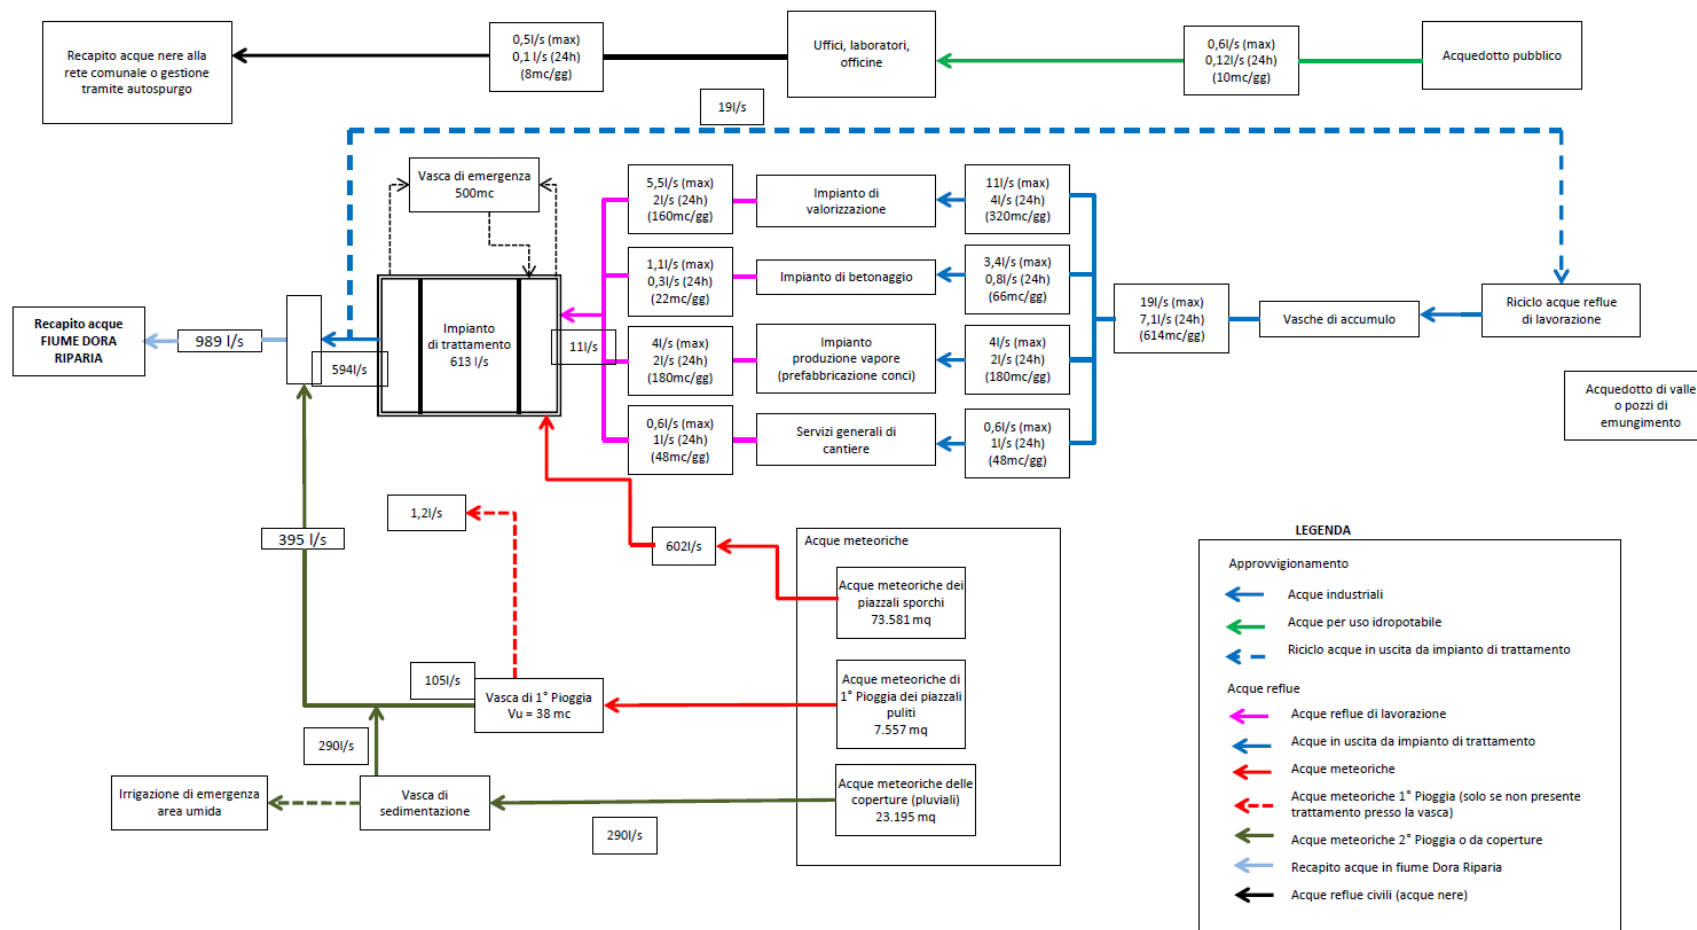 Recapito acque nere alla
rete comunale o gestione
tramite autospurgo
0,5l/s (max)
0,1 l/s (24h)
(8mc/gg)
Uffici, laboratori,
officine
0,6l/s (max)
0,12l/s (24h)
(10mc/gg)
Acquedotto pubblico
19l/s
Vasca di emergenza
500mc
5,5l/s (max)
2l/s (24h)
(160mc/gg)
Impianto di
valorizzazione
11l/s (max)
4l/s (24h)
(320mc/gg)
1,1l/s (max)
0,3l/s (24h)
(22mc/gg)
Impianto di betonaggio
3,4l/s (max)
0,8l/s (24h)
(66mc/gg)
Recapito acque
FIUME DORA
RIPARIA
989 l/s
594l/s
Impianto
di trattamento
613 l/s
11l/s
4l/s (max)
2l/s (24h)
(180mc/gg)
Impianto
produzione vapore
(prefabbricazione conci)
4l/s (max)
2l/s (24h)
(180mc/gg)
19l/s (max)
7,1l/s (24h)
(614mc/gg)
Vasche di accumulo
Riciclo acque reflue
di lavorazione
0,6l/s (max)
1l/s (24h)
(48mc/gg)
Servizi generali di
cantiere
0,6l/s (max)
1l/s (24h)
(48mc/gg)
Acquedotto di valle
o pozzi di
emungimento
1,2l/s
395 l/s
602l/s
Acque meteoriche
Acque meteoriche dei
piazzali sporchi
73.581 mq
105l/s
Vasca di 1° Pioggia
Vu = 38 mc
Acque meteoriche di
1° Pioggia dei piazzali
puliti
7.557 mq
290l/s
Irrigazione di emergenza
area umida
Vasca di
sedimentazione
290l/s
Acque meteoriche delle
coperture (pluviali)
23.195 mq
LEGENDA
Approvvigionamento
Acque industriali
Acque per uso idropotabile
Riciclo acque in uscita da impianto di trattamento
Acque reflue
Acque reflue di lavorazione
Acque in uscita da impianto di trattamento
Acque meteoriche
Acque meteoriche 1° Pioggia (solo se non presente
trattamento presso la vasca)
Acque meteoriche 2° Pioggia o da coperture
Recapito acque in fiume Dora Riparia
Acque reflue civili (acque nere)